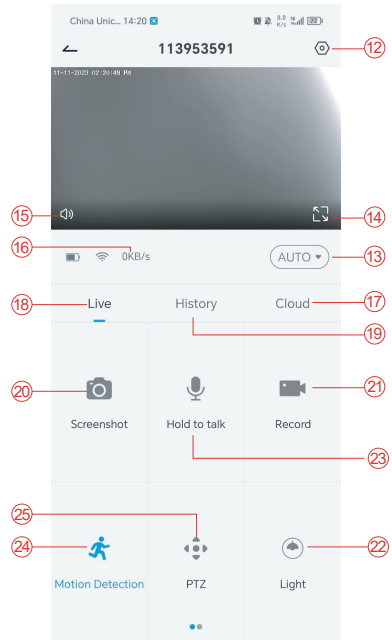 China Unic... 14:20
8.8 K/s
113953591
12
11-11-2023 02:20:49 PM
15
14
16
0KB/s
AUTO
13
18
Live
History
Cloud
17
19
20
21
Screenshot
Hold to talk
Record
23
25
24
22
Motion Detection
PTZ
Light